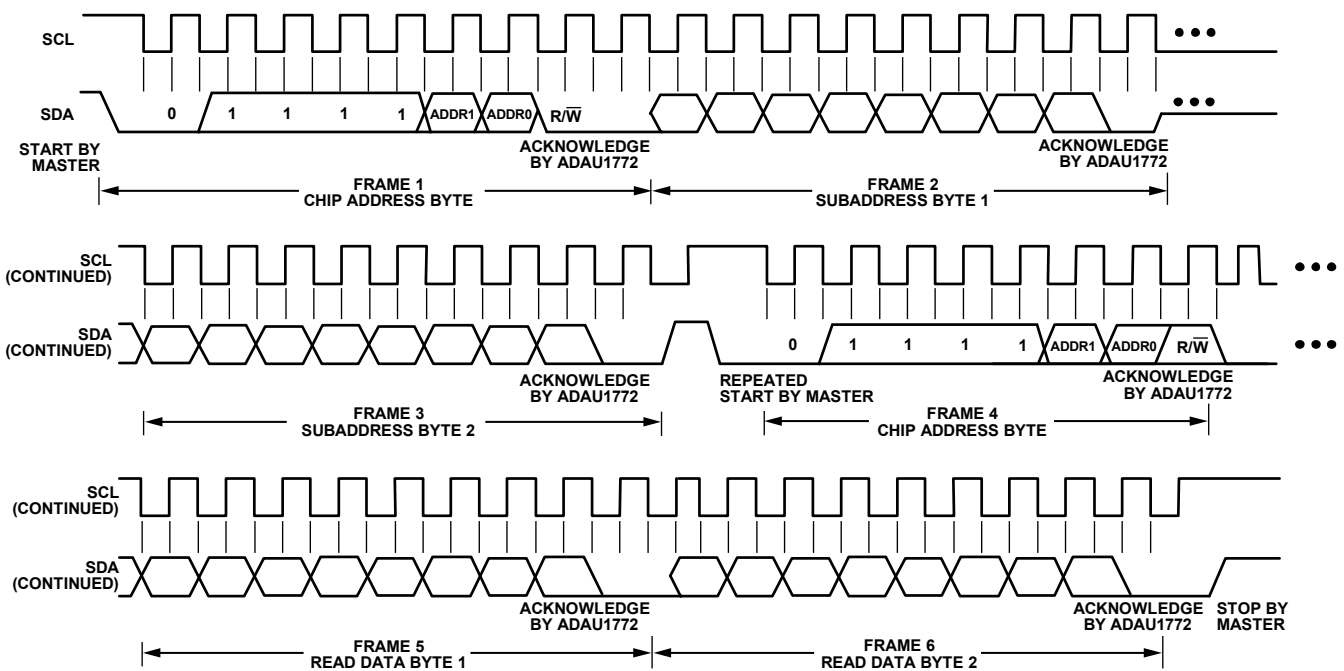 SCL
SDA
0 1 1 1 1 ADDR1 ADDR0 R/W̅
START BY
MASTER
ACKNOWLEDGE
BY ADAU1772
ACKNOWLEDGE
BY ADAU1772
FRAME 1
CHIP ADDRESS BYTE
FRAME 2
SUBADDRESS BYTE 1
SCL
(CONTINUED)
SDA
(CONTINUED)
0 1 1 1 1 ADDR1 ADDR0 R/W̅
ACKNOWLEDGE
BY ADAU1772
REPEATED
START BY MASTER
ACKNOWLEDGE
BY ADAU1772
FRAME 3
SUBADDRESS BYTE 2
FRAME 4
CHIP ADDRESS BYTE
SCL
(CONTINUED)
SDA
(CONTINUED)
ACKNOWLEDGE
BY ADAU1772
ACKNOWLEDGE
BY ADAU1772
STOP BY
MASTER
FRAME 5
READ DATA BYTE 1
FRAME 6
READ DATA BYTE 2